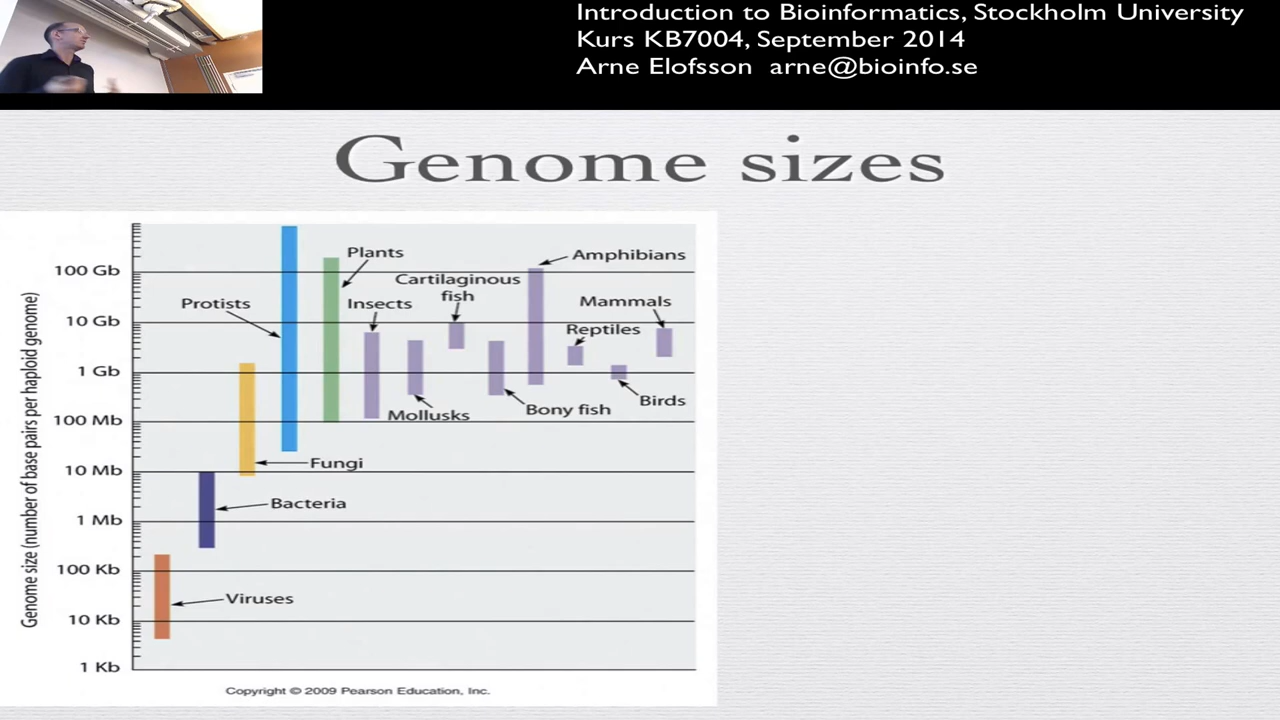 Introduction to Bioinformatics, Stockholm University
Kurs KB7004, September 2014
Arne Elofsson arne@bioinfo.se
Genome sizes
Genome size (number of base pairs per haploid genome)
100 Gb
10 Gb
1 Gb
100 Mb
10 Mb
1 Mb
100 Kb
10 Kb
1 Kb
Viruses
Bacteria
Fungi
Protists
Plants
Insects
Mollusks
Cartilaginous
fish
Bony fish
Amphibians
Reptiles
Birds
Mammals
Copyright © 2009 Pearson Education, Inc.